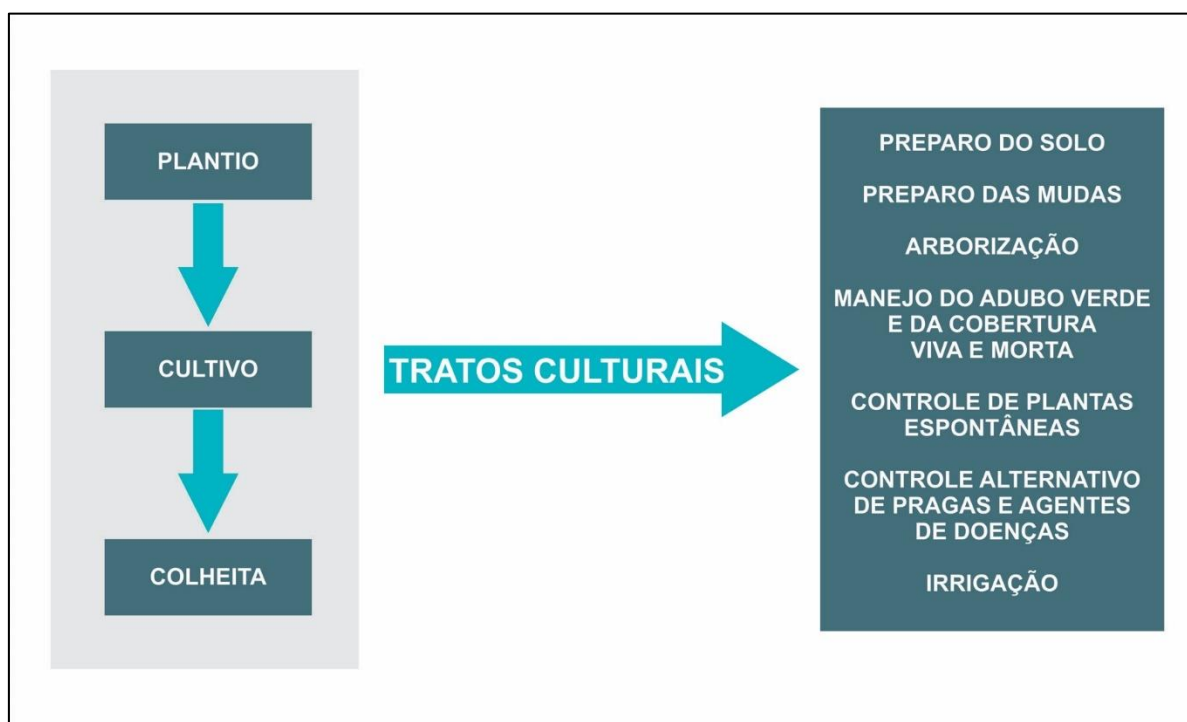 PLANTIO
CULTIVO
COLHEITA
TRATOS CULTURAIS
PREPARO DO SOLO
PREPARO DAS MUDAS
ARBORIZAÇÃO
MANEJO DO ADUBO VERDE
E DA COBERTURA
VIVA E MORTA
CONTROLE DE PLANTAS
ESPONTÂNEAS
CONTROLE ALTERNATIVO
DE PRAGAS E AGENTES
DE DOENÇAS
IRRIGAÇÃO